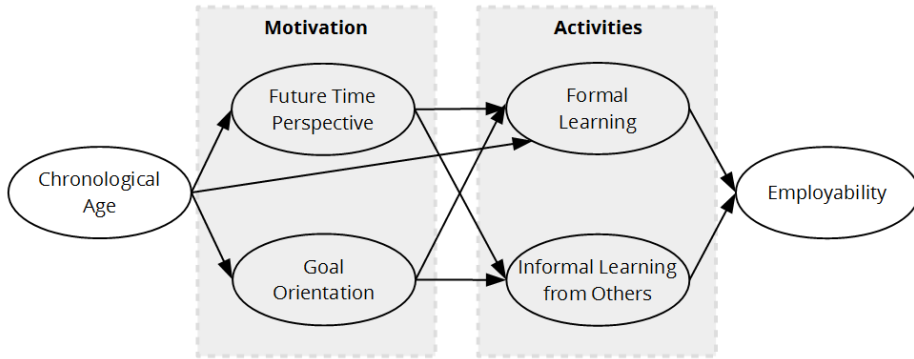 Motivation
Activities
Future Time
Perspective
Formal
Learning
Chronological
Age
Employability
Goal
Orientation
Informal Learning
from Others